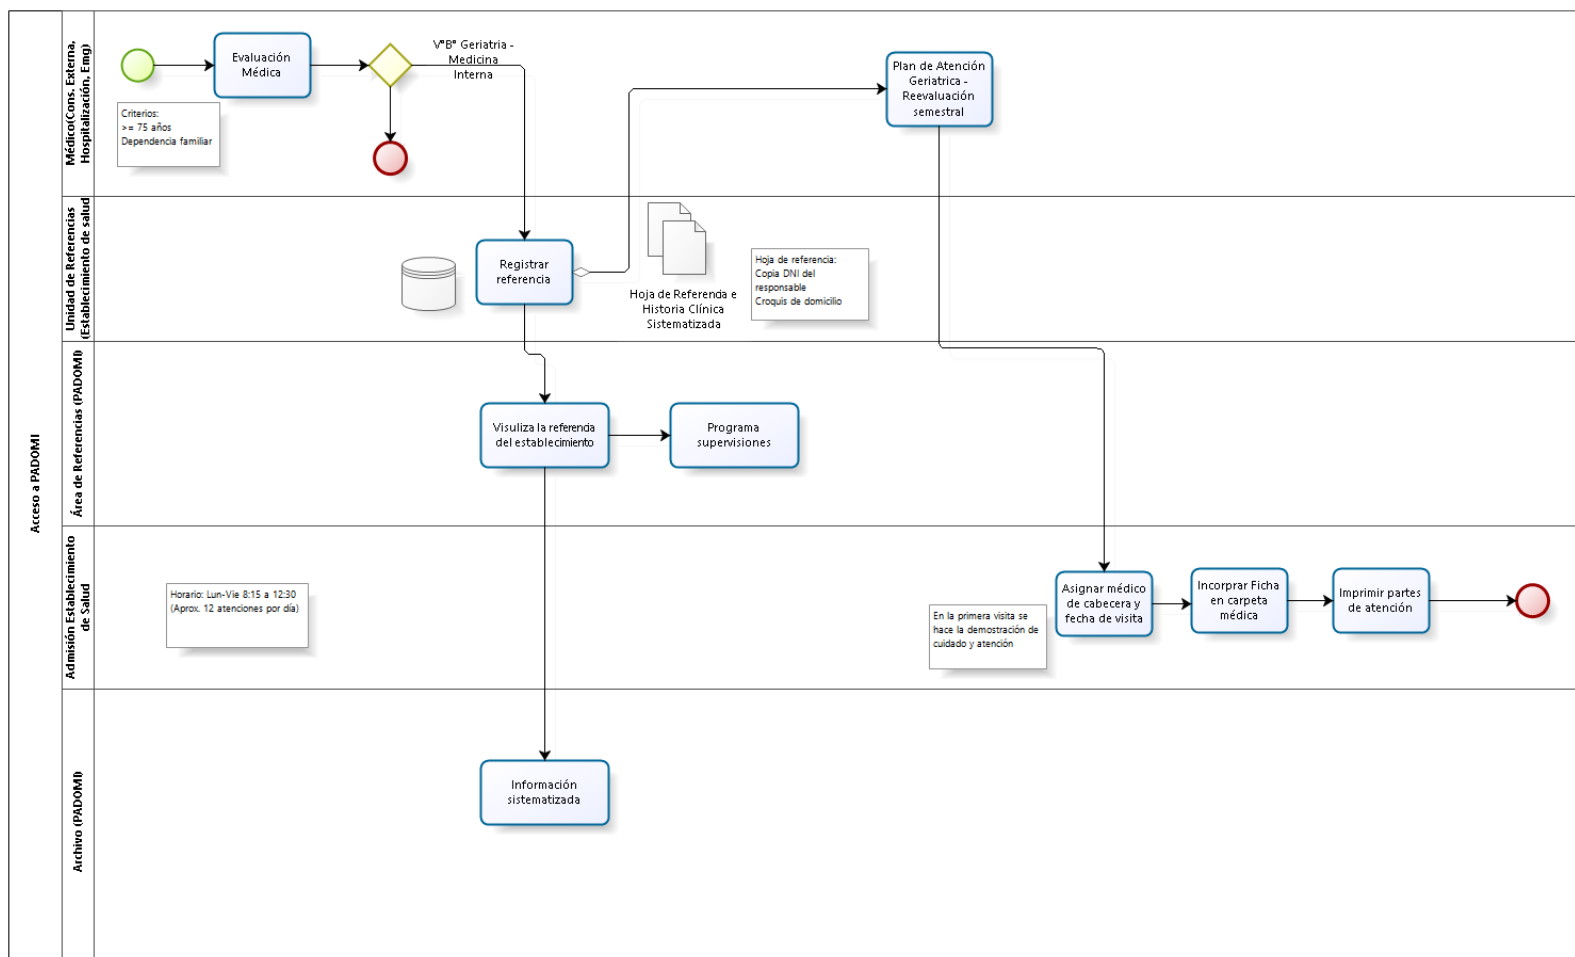 Acceso a PADOMI
Médico(Cons. Externa,
Hospitalización, Emg)
Evaluación
Médica
V°B° Geriatria -
Medicina
Interna
Plan de Atención
Geriatrica -
Reevaluación
semestral
Criterios:
>= 75 años
Dependencia familiar
Unidad de Referencias
(Establecimiento de salud)
Registrar
referencia
Hoja de Referencia e
Historia Clínica
Sistematizada
Hoja de referencia:
Copia DNI del
responsable
Croquis de domicilio
Área de Referencias (PADOMI)
Visuliza la referencia
del establecimiento
Programa
supervisiones
Admisión Establecimiento
de Salud
Horario: Lun-Vie 8:15 a 12:30
(Aprox. 12 atenciones por día)
En la primera visita se
hace la demostración de
cuidado y atención
Asignar médico
de cabecera y
fecha de visita
Incorprar Ficha
en carpeta
médica
Imprimir partes
de atención
Archivo (PADOMI)
Información
sistematizada